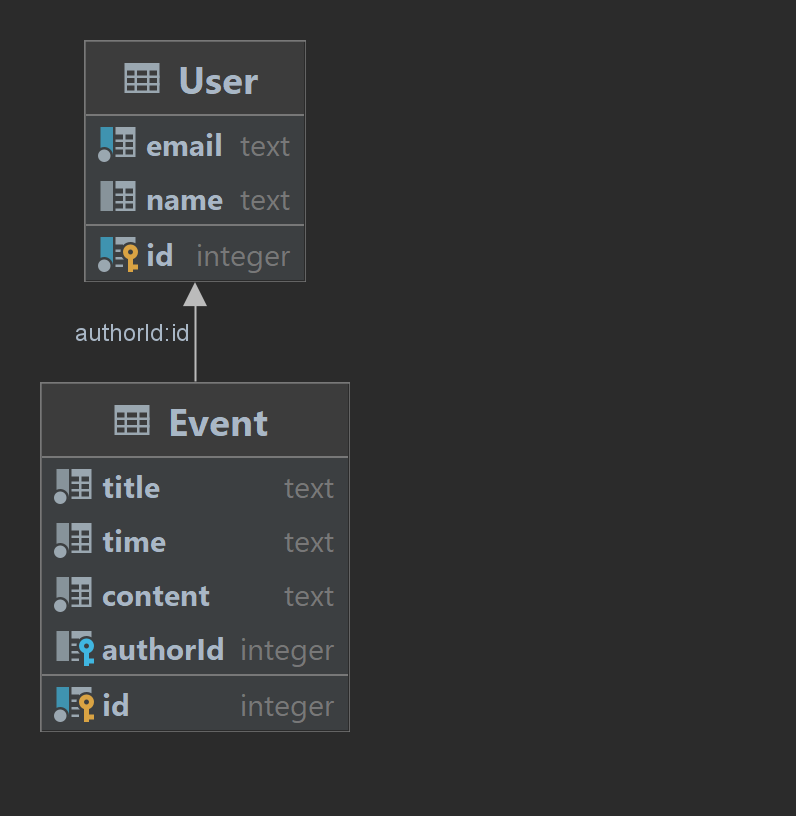 User
email text
name text
id integer
authorId:id
Event
title text
time text
content text
authorId integer
id integer